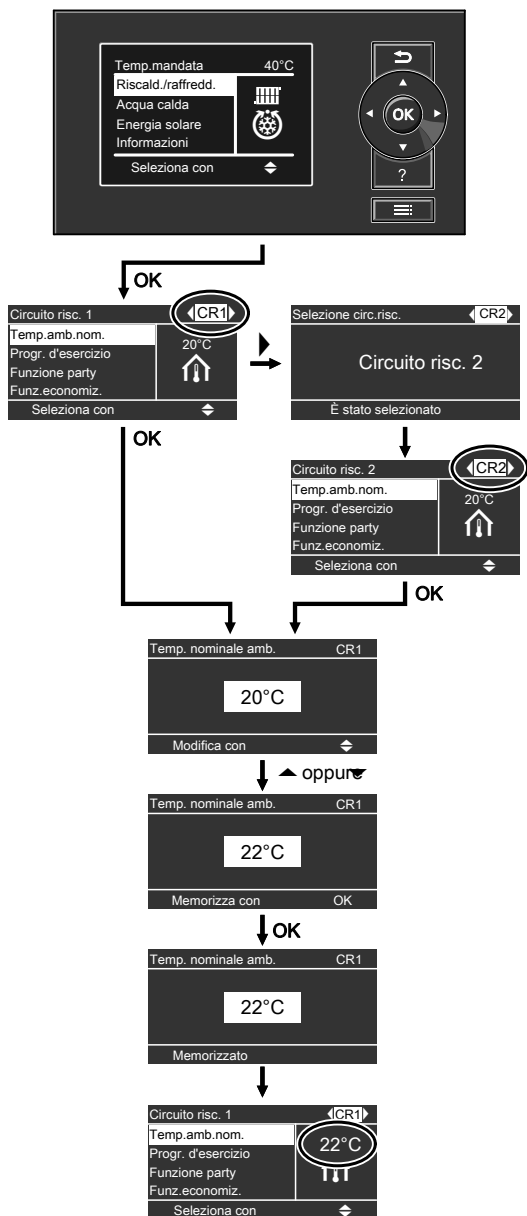 Temp.mandata 40°C
Riscald./raffredd.
Acqua calda
Energia solare
Informazioni
Seleziona con
OK
?
OK
Circuito risc. 1 CR1
Temp.amb.nom.
20°C
Progr. d'esercizio
Funzione party
Funz.economiz.
Seleziona con
Selezione circ.risc. CR2
Circuito risc. 2
È stato selezionato
OK
Circuito risc. 2 CR2
Temp.amb.nom.
20°C
Progr. d'esercizio
Funzione party
Funz.economiz.
Seleziona con
OK
Temp. nominale amb. CR1
20°C
Modifica con
oppure
Temp. nominale amb. CR1
22°C
Memorizza con OK
OK
Temp. nominale amb. CR1
22°C
Memorizzato
Circuito risc. 1 CR1
Temp.amb.nom.
22°C
Progr. d'esercizio
Funzione party
Funz.economiz.
Seleziona con